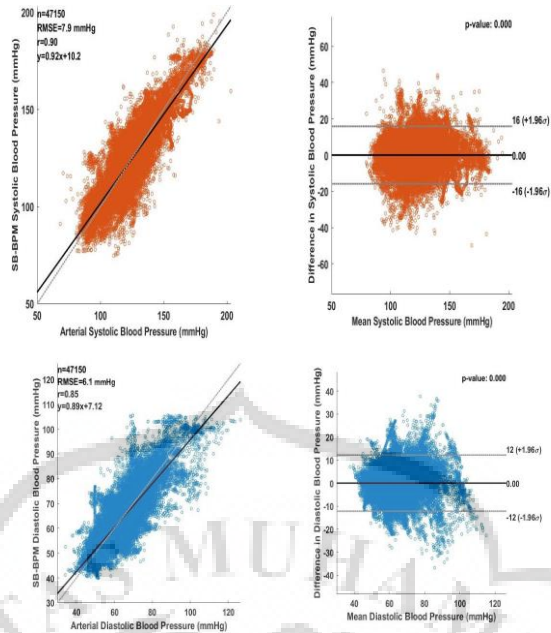 n=47150
RMSE=7.9 mmHg
r=0.90
y=0.92x+10.2
200
150
100
50
SB-BPM Systolic Blood Pressure (mmHg)
50 100 150 200
Arterial Systolic Blood Pressure (mmHg)
p-value: 0.000
60
40
20
0
-20
-40
-60
Difference in Systolic Blood Pressure (mmHg)
16 (+1.96σ)
0.00
-16 (-1.96σ)
50 100 150 200
Mean Systolic Blood Pressure (mmHg)
n=47150
RMSE=6.1 mmHg
r=0.85
y=0.89x+7.12
120
110
100
90
80
70
60
50
40
30
SB-BPM Diastolic Blood Pressure (mmHg)
40 60 80 100 120
Arterial Diastolic Blood Pressure (mmHg)
p-value: 0.000
40
30
20
10
0
-10
-20
-30
-40
Difference in Diastolic Blood Pressure (mmHg)
12 (+1.96σ)
0.00
-12 (-1.96σ)
40 60 80 100 120
Mean Diastolic Blood Pressure (mmHg)
MUH